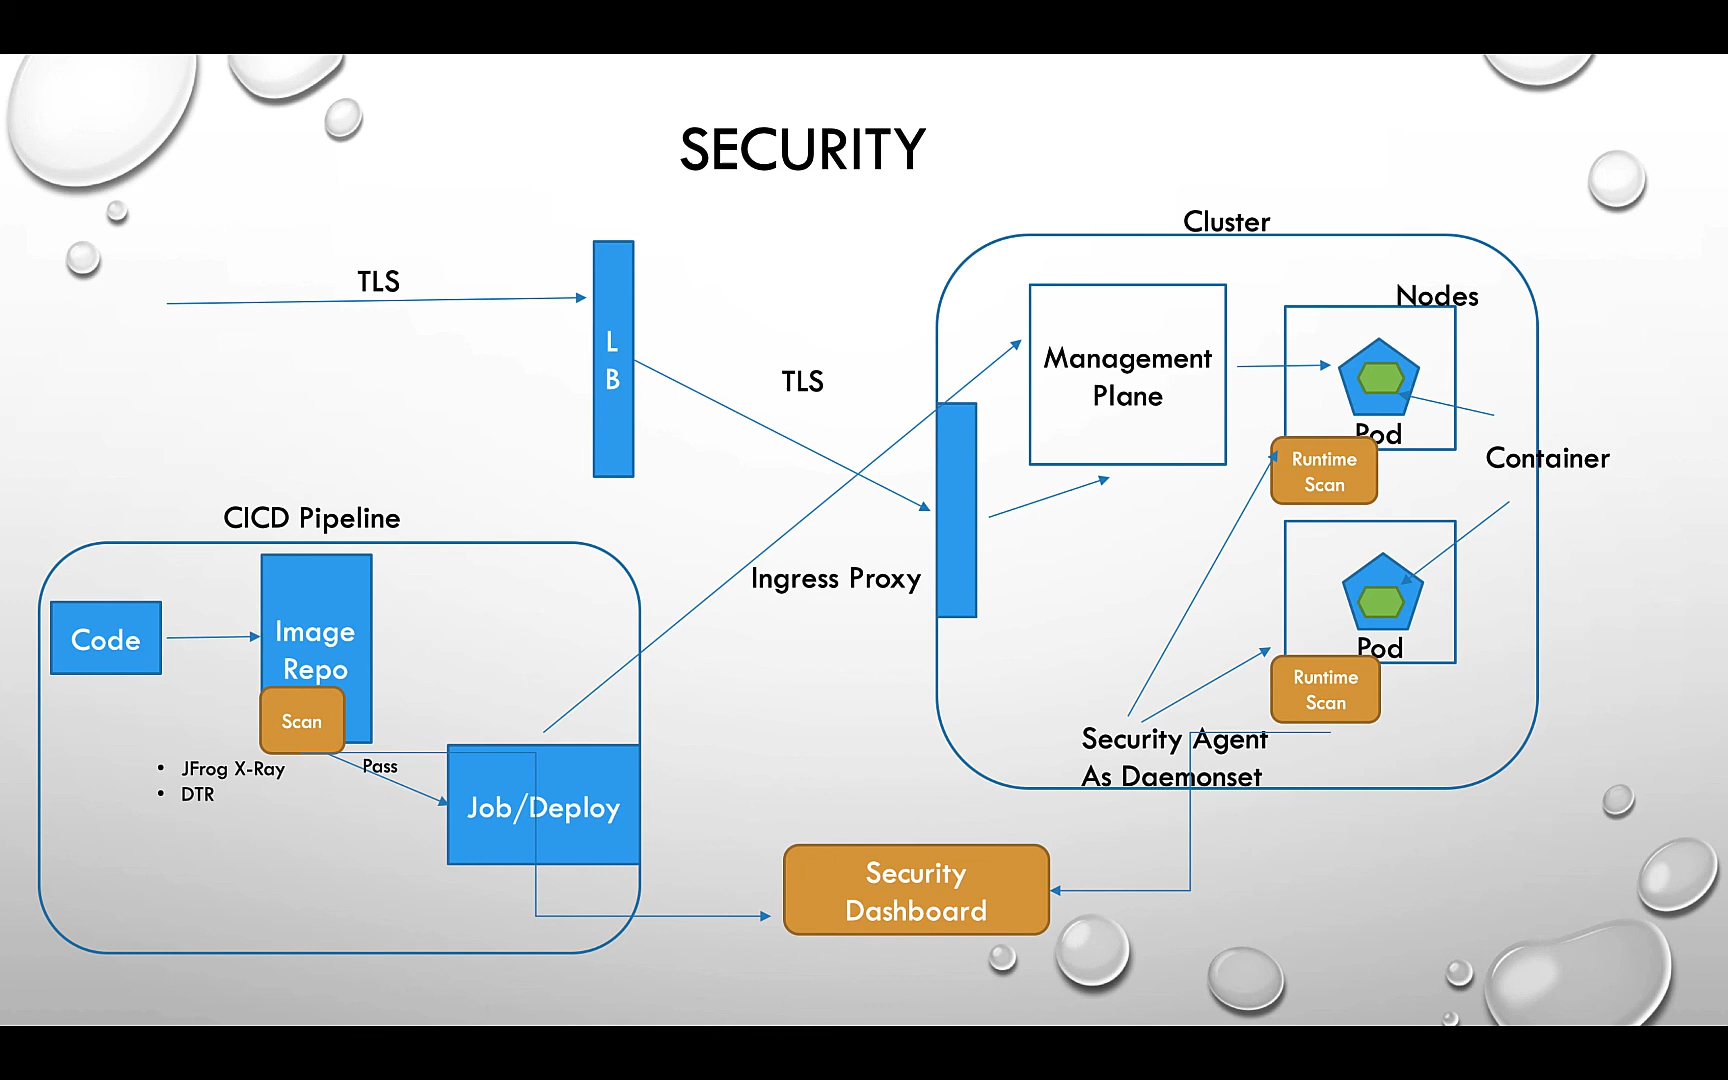 SECURITY
Cluster
TLS
Nodes
L
B
Management
Plane
TLS
Pod
Container
Runtime
Scan
CICD Pipeline
Ingress Proxy
Code
Image
Repo
Scan
Pod
Runtime
Scan
Security Agent
As Daemonset
• JFrog X-Ray
• DTR
Pass
Job/Deploy
Security
Dashboard